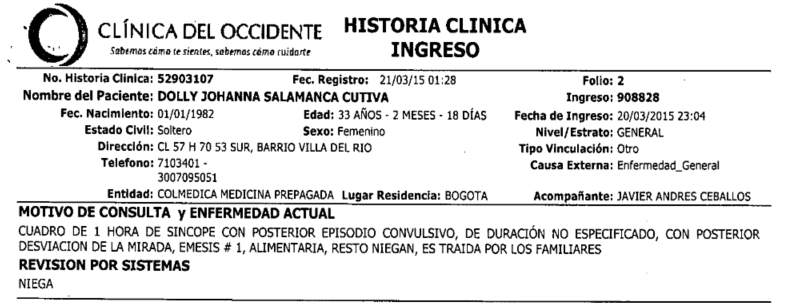 CLÍNICA DEL OCCIDENTE
Sabemos cómo te sientes, sabemos cómo cuidarte
HISTORIA CLINICA
INGRESO
No. Historia Clinica: 52903107 Fec. Registro: 21/03/15 01:28 Folio: 2
Nombre del Paciente: DOLLY JOHANNA SALAMANCA CUTIVA Ingreso: 908828
Fec. Nacimiento: 01/01/1982 Edad: 33 AÑOS - 2 MESES - 18 DÍAS Fecha de Ingreso: 20/03/2015 23:04
Estado Civil: Soltero Sexo: Femenino Nivel/Estrato: GENERAL
Dirección: CL 57 H 70 53 SUR, BARRIO VILLA DEL RIO Tipo Vinculación: Otro
Telefono: 7103401 - Causa Externa: Enfermedad_General
3007095051
Entidad: COLMEDICA MEDICINA PREPAGADA Lugar Residencia: BOGOTA Acompañante: JAVIER ANDRES CEBALLOS
MOTIVO DE CONSULTA y ENFERMEDAD ACTUAL
CUADRO DE 1 HORA DE SINCOPE CON POSTERIOR EPISODIO CONVULSIVO, DE DURACIÓN NO ESPECIFICADO, CON POSTERIOR
DESVIACION DE LA MIRADA, EMESIS # 1, ALIMENTARIA, RESTO NIEGAN, ES TRAIDA POR LOS FAMILIARES
REVISION POR SISTEMAS
NIEGA